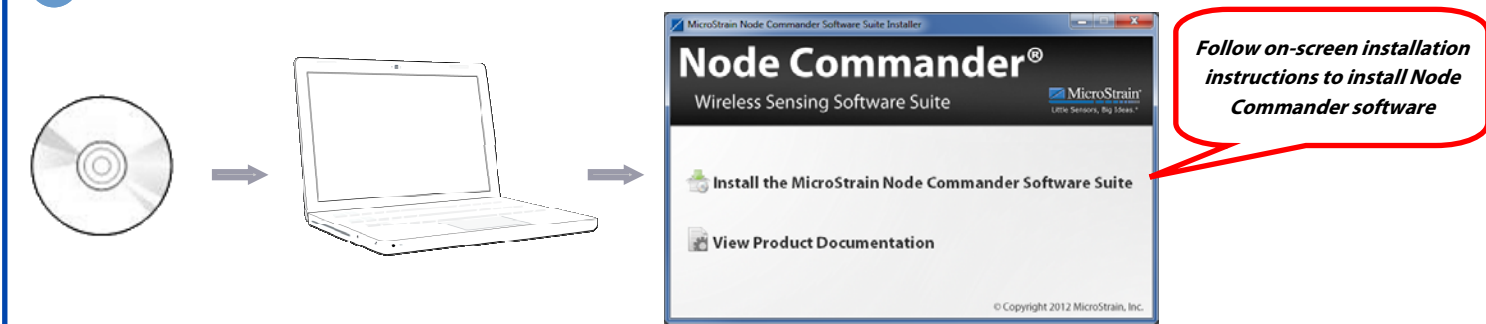 MicroStrain Node Commander Software Suite Installer
Node Commander®
Wireless Sensing Software Suite
MicroStrain®
Little Sensors, Big Ideas.®
Install the MicroStrain Node Commander Software Suite
View Product Documentation
© Copyright 2012 MicroStrain, Inc.
Follow on-screen installation
instructions to install Node
Commander software